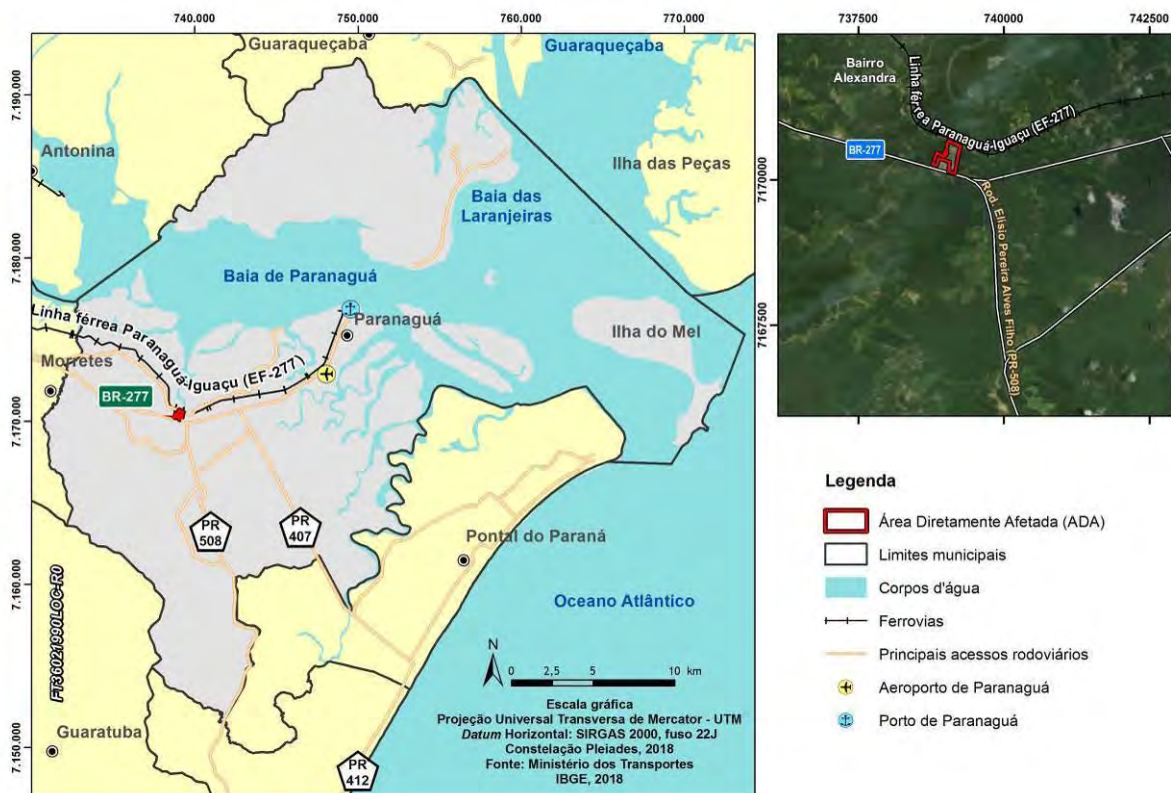 740.000
750.000
760.000
770.000
7.190.000
7.180.000
7.170.000
7.160.000
7.150.000
Guaraqueçaba
Guaraqueçaba
Antonina
Ilha das Peças
Baia das
Laranjeiras
Baia de Paranaguá
Paranaguá
Ilha do Mel
Linha férrea Paranaguá-Iguaçu (EF-277)
Morretes
BR-277
PR
508
PR
407
Pontal do Paraná
Oceano Atlântico
FT36021990LOC-R0
Guaratuba
PR
412
N
0 2,5 5 10 km
Escala gráfica
Projeção Universal Transversa de Mercator - UTM
Datum Horizontal: SIRGAS 2000, fuso 22J
Constelação Pleiades, 2018
Fonte: Ministério dos Transportes
IBGE, 2018
737500
740000
742500
7170000
7167500
Bairro
Alexandra
Linha férrea Paranaguá-Iguaçu (EF-277)
BR-277
Rod. Elísio Pereira Alves Filho (PR-508)
Legenda
Área Diretamente Afetada (ADA)
Limites municipais
Corpos d'água
Ferrovias
Principais acessos rodoviários
Aeroporto de Paranaguá
Porto de Paranaguá